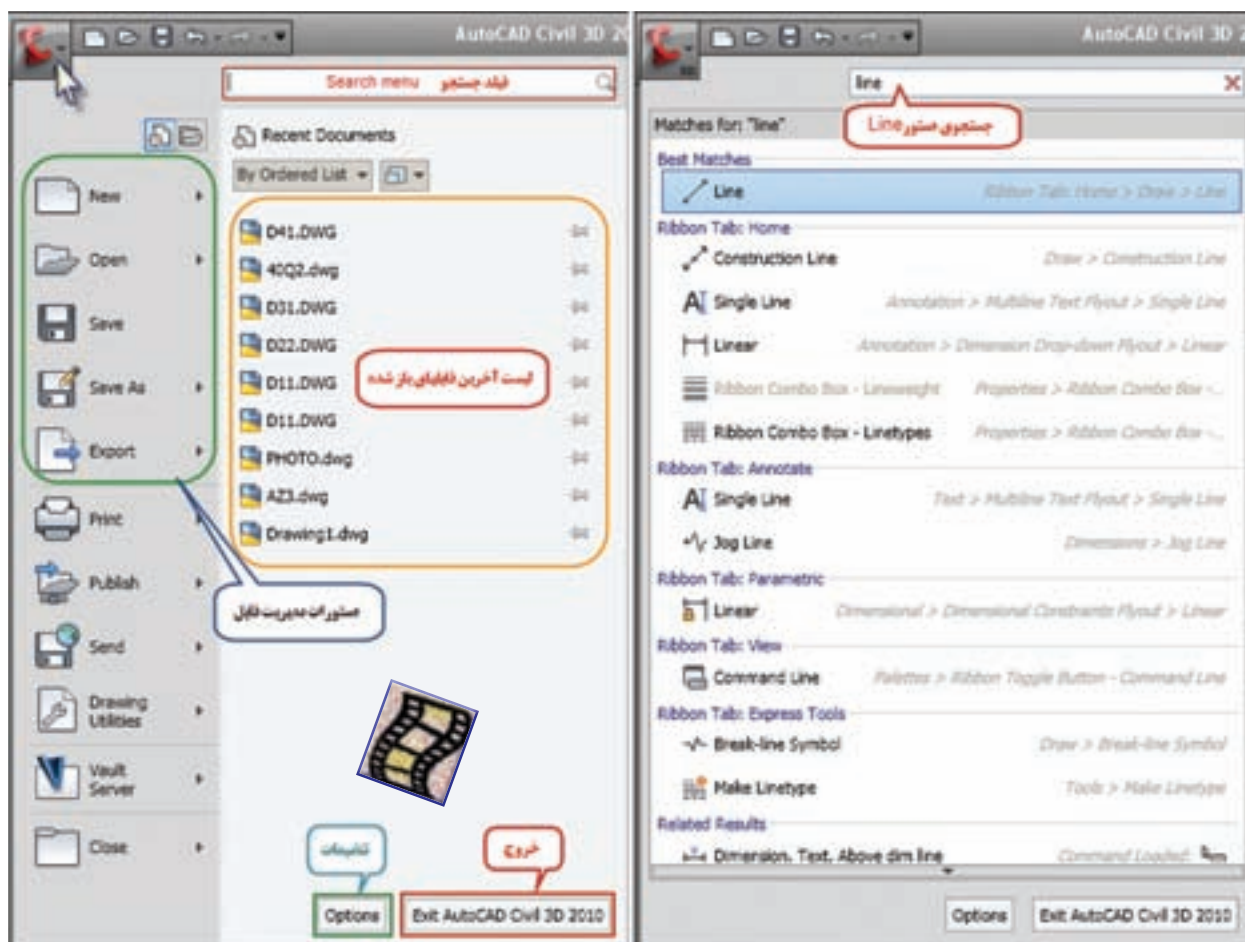 AutoCAD Civil 3D 20
Search menu فیلد جستجو
Recent Documents
By Ordered List
New
Open
Save
Save As
Export
Print
Publish
Send
Drawing
Utilities
Vault
Server
Close
D41.DWG
40Q2.dwg
D31.DWG
D22.DWG
D11.DWG
D11.DWG
PHOTO.dwg
AZ3.dwg
Drawing1.dwg
لیست آخرین فایلهای باز شده
دستورات مدیریت فایل
تنظیمات
خروج
Options
Exit AutoCAD Civil 3D 2010
AutoCAD Civil 3D 2
line
جستجوی دستور Line
Matches for: "line"
Best Matches
Line Ribbon Tab: Home > Draw > Line
Ribbon Tab: Home
Construction Line Draw > Construction Line
Single Line Annotation > Multiline Text Flyout > Single Line
Linear Annotation > Dimension Drop-down Flyout > Linear
Ribbon Combo Box - Lineweight Properties > Ribbon Combo Box -...
Ribbon Combo Box - Linetypes Properties > Ribbon Combo Box -...
Ribbon Tab: Annotate
Single Line Text > Multiline Text Flyout > Single Line
Jog Line Dimensions > Jog Line
Ribbon Tab: Parametric
Linear Dimensional > Dimensional Constraints Flyout > Linear
Ribbon Tab: View
Command Line Palettes > Ribbon Toggle Button - Command Line
Ribbon Tab: Express Tools
Break-line Symbol Draw > Break-line Symbol
Make Linetype Tools > Make Linetype
Related Results
Dimension, Text, Above dim line Command Loaded:
Options
Exit AutoCAD Civil 3D 2010